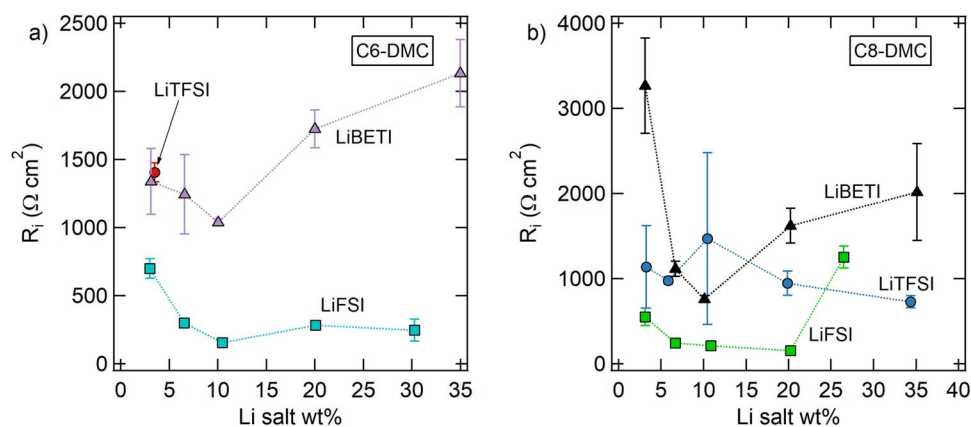 a)
C6-DMC
2500
2000
1500
1000
500
0
R_i (Ω cm²)
LiTFSI
LiBETI
LiFSI
0 5 10 15 20 25 30 35
Li salt wt%
b)
C8-DMC
4000
3000
2000
1000
0
R_i (Ω cm²)
LiBETI
LiTFSI
LiFSI
0 5 10 15 20 25 30 35 40
Li salt wt%